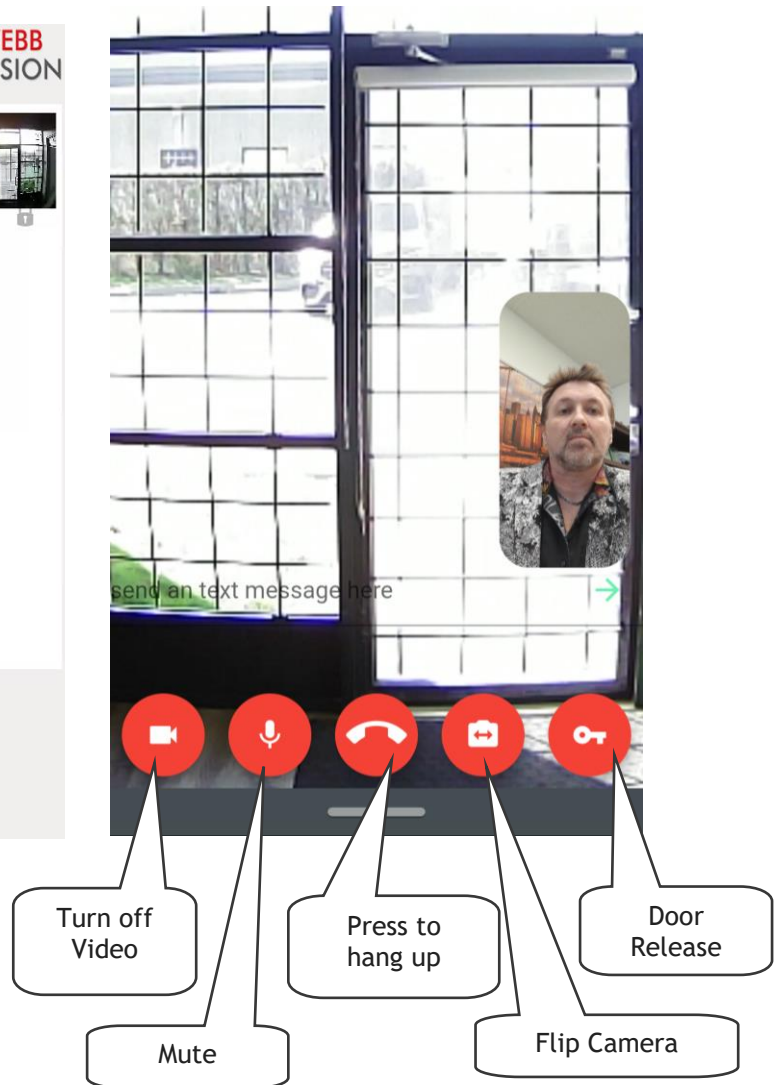 EBB
SION
send an text message here
Turn off
Video
Press to
hang up
Door
Release
Mute
Flip Camera